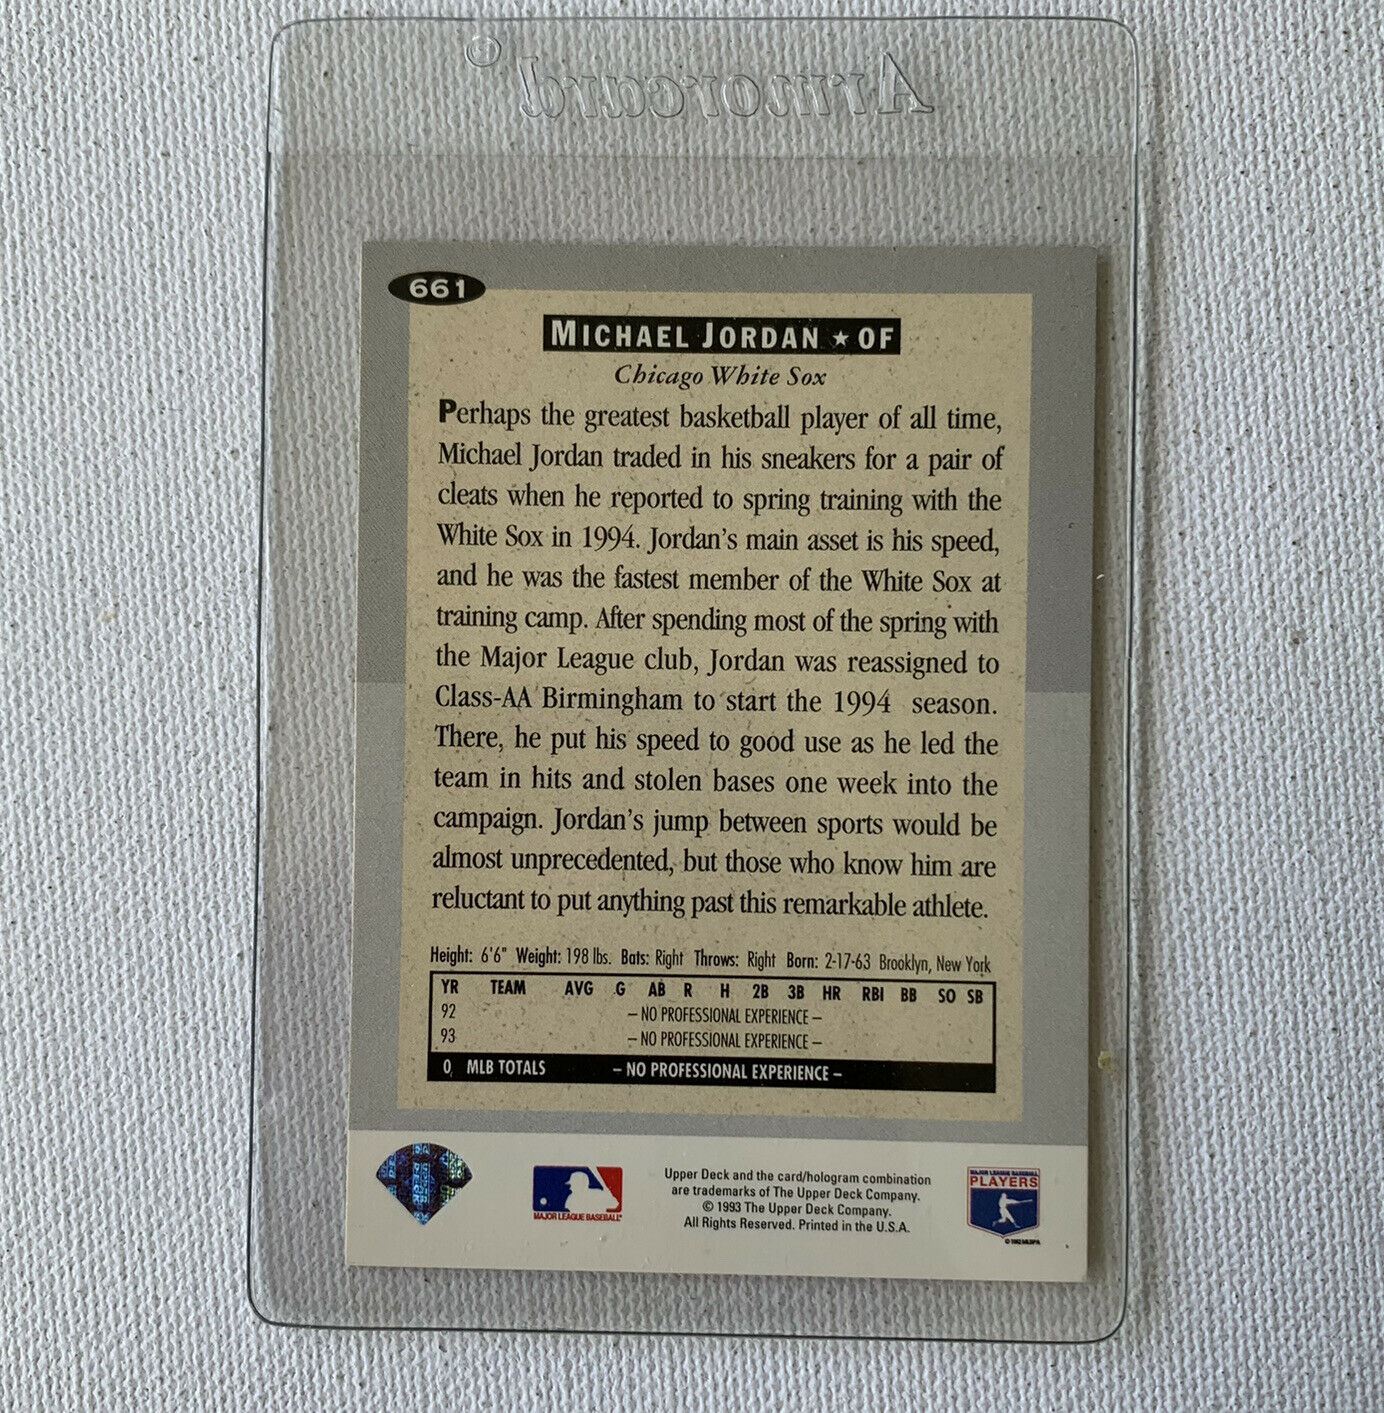 Armorcard©
661
MICHAEL JORDAN ★ OF
Chicago White Sox
Perhaps the greatest basketball player of all time,
Michael Jordan traded in his sneakers for a pair of
cleats when he reported to spring training with the
White Sox in 1994. Jordan's main asset is his speed,
and he was the fastest member of the White Sox at
training camp. After spending most of the spring with
the Major League club, Jordan was reassigned to
Class-AA Birmingham to start the 1994 season.
There, he put his speed to good use as he led the
team in hits and stolen bases one week into the
campaign. Jordan's jump between sports would be
almost unprecedented, but those who know him are
reluctant to put anything past this remarkable athlete.
Height: 6'6" Weight: 198 lbs. Bats: Right Throws: Right Born: 2-17-63 Brooklyn, New York
YR TEAM AVG G AB R H 2B 3B HR RBI BB SO SB
92 – NO PROFESSIONAL EXPERIENCE –
93 – NO PROFESSIONAL EXPERIENCE –
0 MLB TOTALS – NO PROFESSIONAL EXPERIENCE –
MAJOR LEAGUE BASEBALL
Upper Deck and the card/hologram combination
are trademarks of The Upper Deck Company.
© 1993 The Upper Deck Company.
All Rights Reserved. Printed in the U.S.A.
MAJOR LEAGUE BASEBALL
PLAYERS